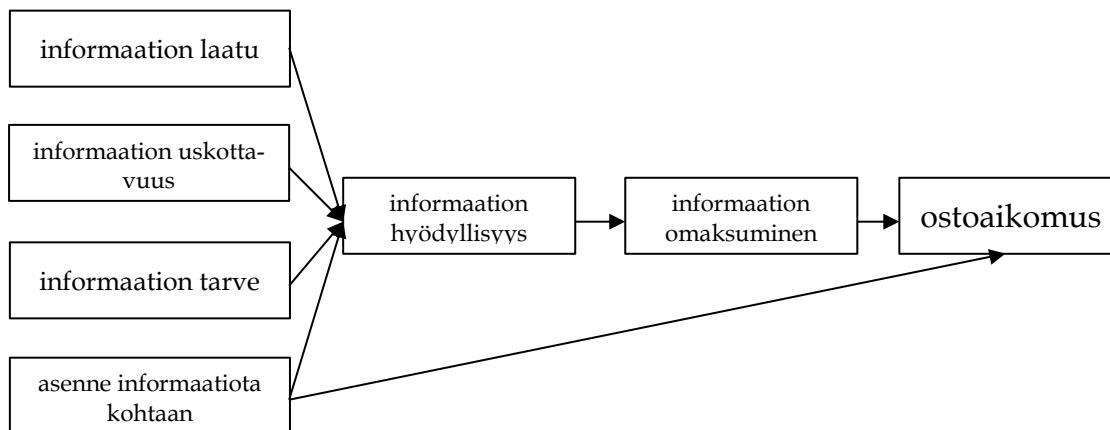 informaation laatu
informaation uskotta-
vuus
informaation tarve
asenne informaatiota
kohtaan
informaation
hyödyllisyys
informaation
omaksuminen
ostoaikomus